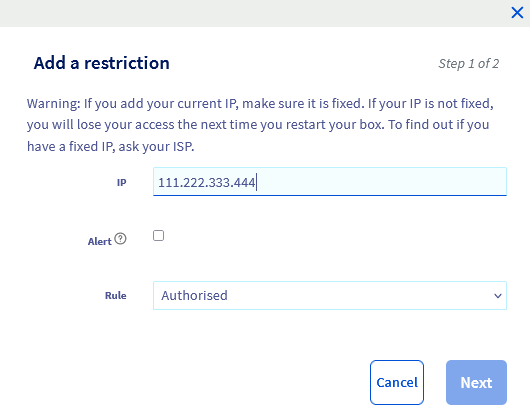 Add a restriction
Step 1 of 2
Warning: If you add your current IP, make sure it is fixed. If your IP is not fixed,
you will lose your access the next time you restart your box. To find out if you
have a fixed IP, ask your ISP.
IP
111.222.333.444
Alert ?
Rule
Authorised
Cancel
Next